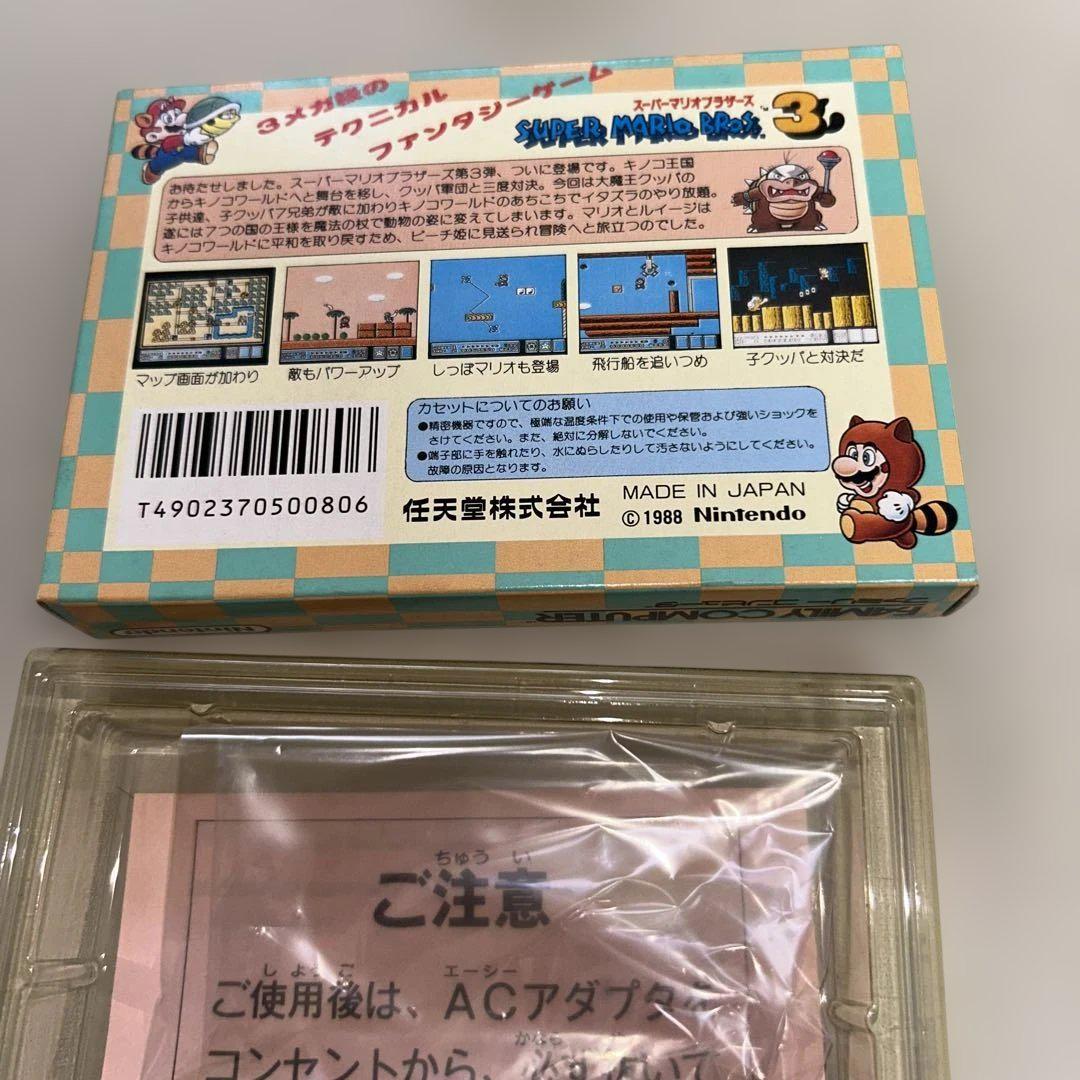 3メガ級の
テクニカル
ファンタジーゲーム
スーパーマリオブラザーズ
SUPER MARIO BROS.™ 3
お待たせしました。スーパーマリオブラザーズ第3弾、ついに登場です。キノコ王国
からキノコワールドへと舞台を移し、クッパ軍団と三度対決。今回は大魔王クッパの
子供達、子クッパ7兄弟が敵に加わりキノコワールドのあちこちでイタズラのやり放題。
遂には7つの国の王様を魔法の杖で動物の姿に変えてしまいます。マリオとルイージは
キノコワールドに平和を取り戻すため、ピーチ姫に見送られ冒険へと旅立つのでした。
マップ画面が加わり
敵もパワーアップ
しっぽマリオも登場
飛行船を追いつめ
子クッパと対決だ
カセットについてのお願い
●精密機器ですので、極端な温度条件下での使用や保管および強いショックを
さけてください。また、絶対に分解しないでください。
●端子部に手を触れたり、水にぬらしたりして汚さないようにしてください。
故障の原因となります。
T4902370500806
任天堂株式会社
MADE IN JAPAN
©1988 Nintendo
Nintendo
FAMILY COMPUTER™
ファミリーコンピュータ
ちゅうい
ご注意
エーシー
ご使用後は、ACアダプタを
コンセントから、必ず抜いて